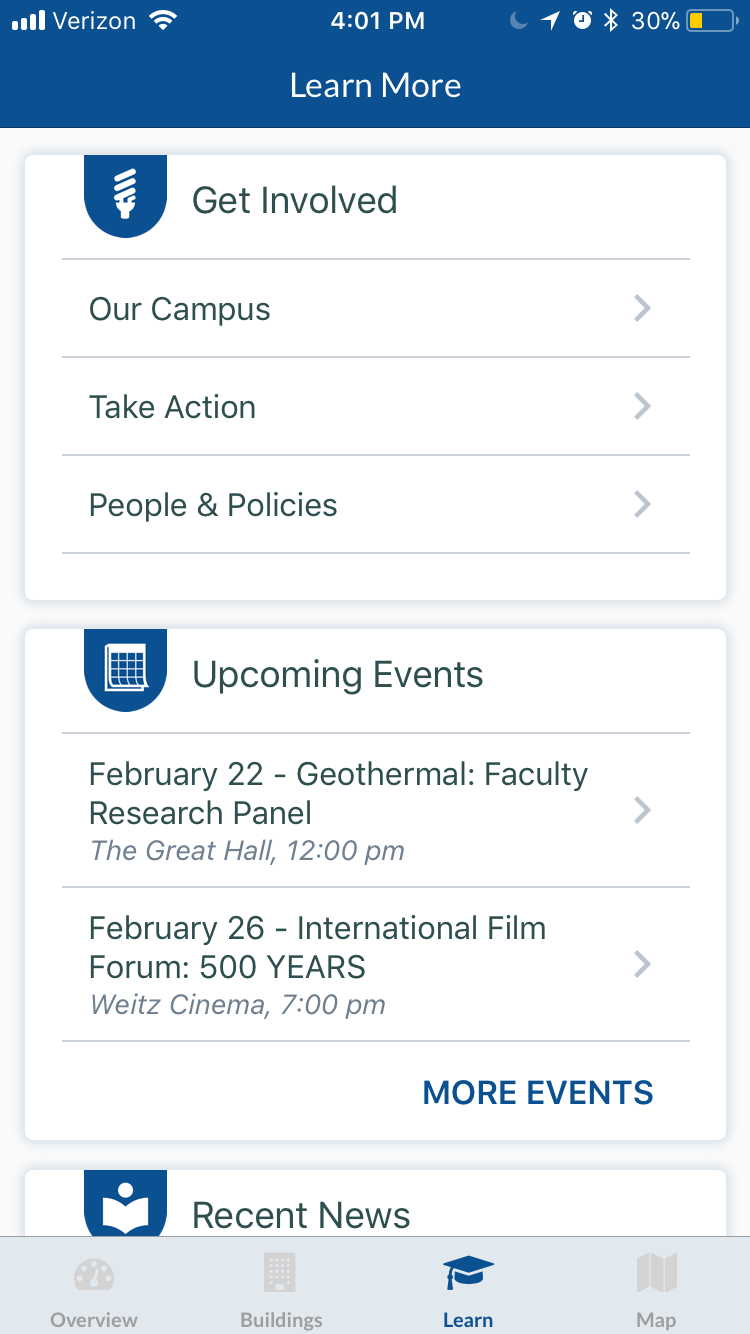 Verizon 4:01 PM 30%
Learn More
Get Involved
Our Campus
Take Action
People & Policies
Upcoming Events
February 22 - Geothermal: Faculty
Research Panel
The Great Hall, 12:00 pm
February 26 - International Film
Forum: 500 YEARS
Weitz Cinema, 7:00 pm
MORE EVENTS
Recent News
Overview Buildings Learn Map